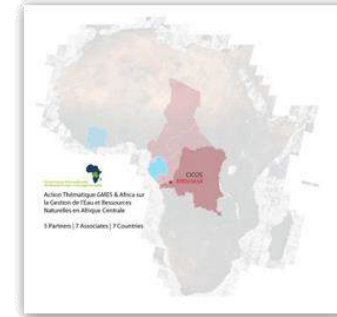 CICOS
KINSHASA
Action Thématique GMES & Africa sur
la Gestion de l'Eau et Ressources
Naturelles en Afrique Centrale
5 Partners | 7 Associates | 7 Countries